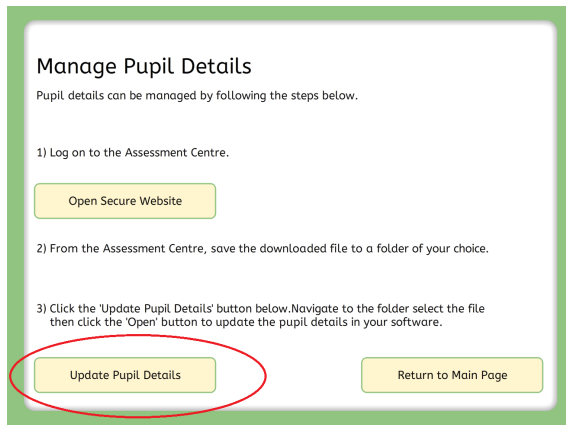 Manage Pupil Details
Pupil details can be managed by following the steps below.
1) Log on to the Assessment Centre.
Open Secure Website
2) From the Assessment Centre, save the downloaded file to a folder of your choice.
3) Click the 'Update Pupil Details' button below.Navigate to the folder select the file
then click the 'Open' button to update the pupil details in your software.
Update Pupil Details
Return to Main Page